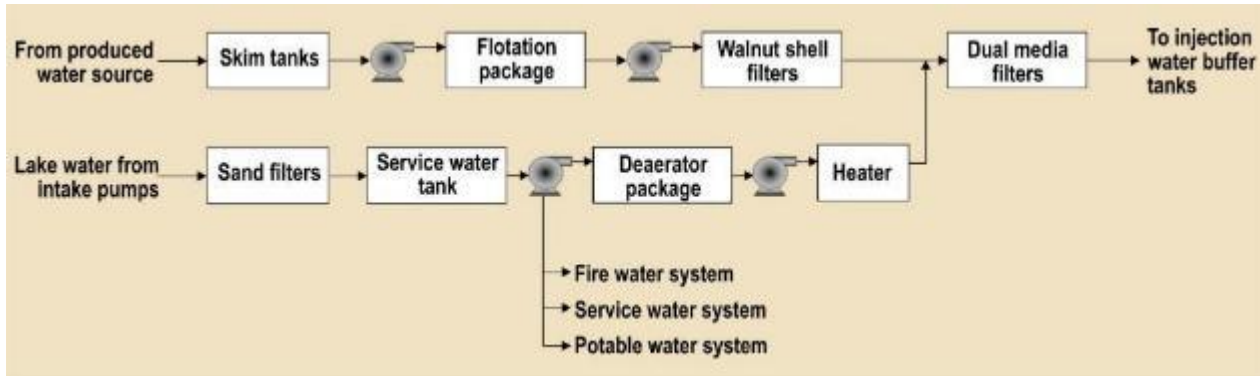 From produced
water source
Skim tanks
Flotation
package
Walnut shell
filters
Dual media
filters
To injection
water buffer
tanks
Lake water from
intake pumps
Sand filters
Service water
tank
Deaerator
package
Heater
Fire water system
Service water system
Potable water system